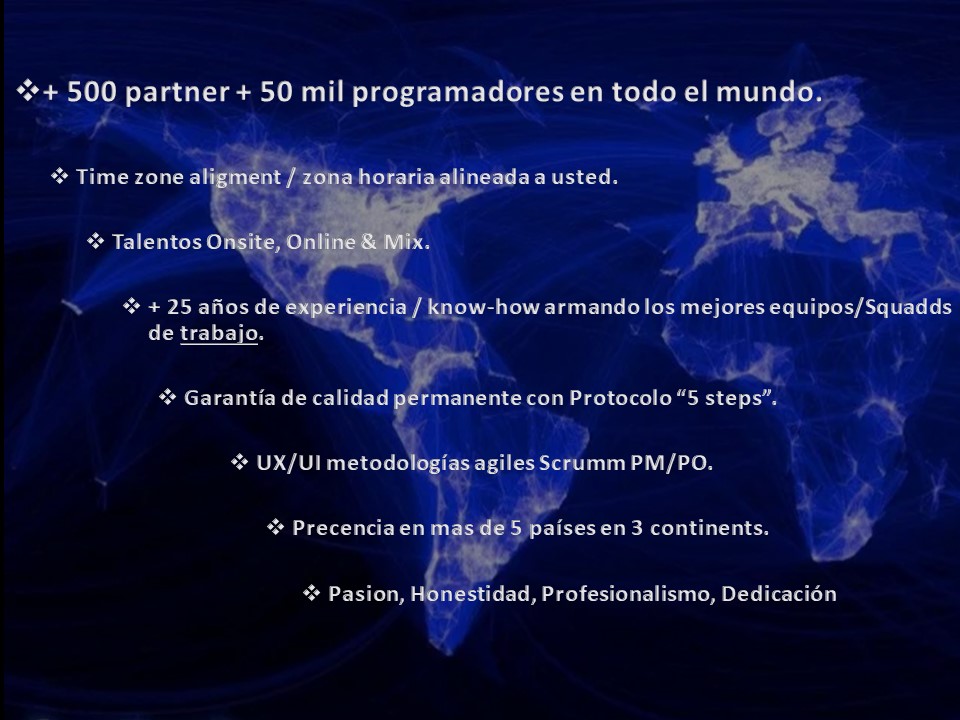 ❖+ 500 partner + 50 mil programadores en todo el mundo.
❖ Time zone aligment / zona horaria alineada a usted.
❖ Talentos Onsite, Online & Mix.
❖ + 25 años de experiencia / know-how armando los mejores equipos/Squadds
de trabajo.
❖ Garantía de calidad permanente con Protocolo “5 steps”.
❖ UX/UI metodologías agiles Scrumm PM/PO.
❖ Precencia en mas de 5 países en 3 continents.
❖ Pasion, Honestidad, Profesionalismo, Dedicación